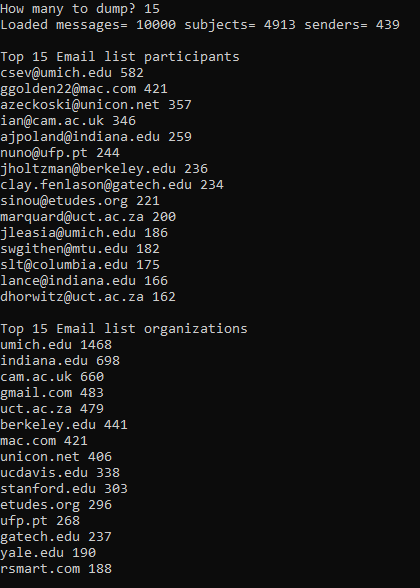 How many to dump? 15
Loaded messages= 10000 subjects= 4913 senders= 439
Top 15 Email list participants
csev@umich.edu 582
ggolden22@mac.com 421
azeckoski@unicon.net 357
ian@cam.ac.uk 346
ajpoland@indiana.edu 259
nuno@ufp.pt 244
jholtzman@berkeley.edu 236
clay.fenlason@gatech.edu 234
sinou@etudes.org 221
marquard@uct.ac.za 200
jleasia@umich.edu 186
swgithen@mtu.edu 182
slt@columbia.edu 175
lance@indiana.edu 166
dhorwitz@uct.ac.za 162
Top 15 Email list organizations
umich.edu 1468
indiana.edu 698
cam.ac.uk 660
gmail.com 483
uct.ac.za 479
berkeley.edu 441
mac.com 421
unicon.net 406
ucdavis.edu 338
stanford.edu 303
etudes.org 296
ufp.pt 268
gatech.edu 237
yale.edu 190
rsmart.com 188